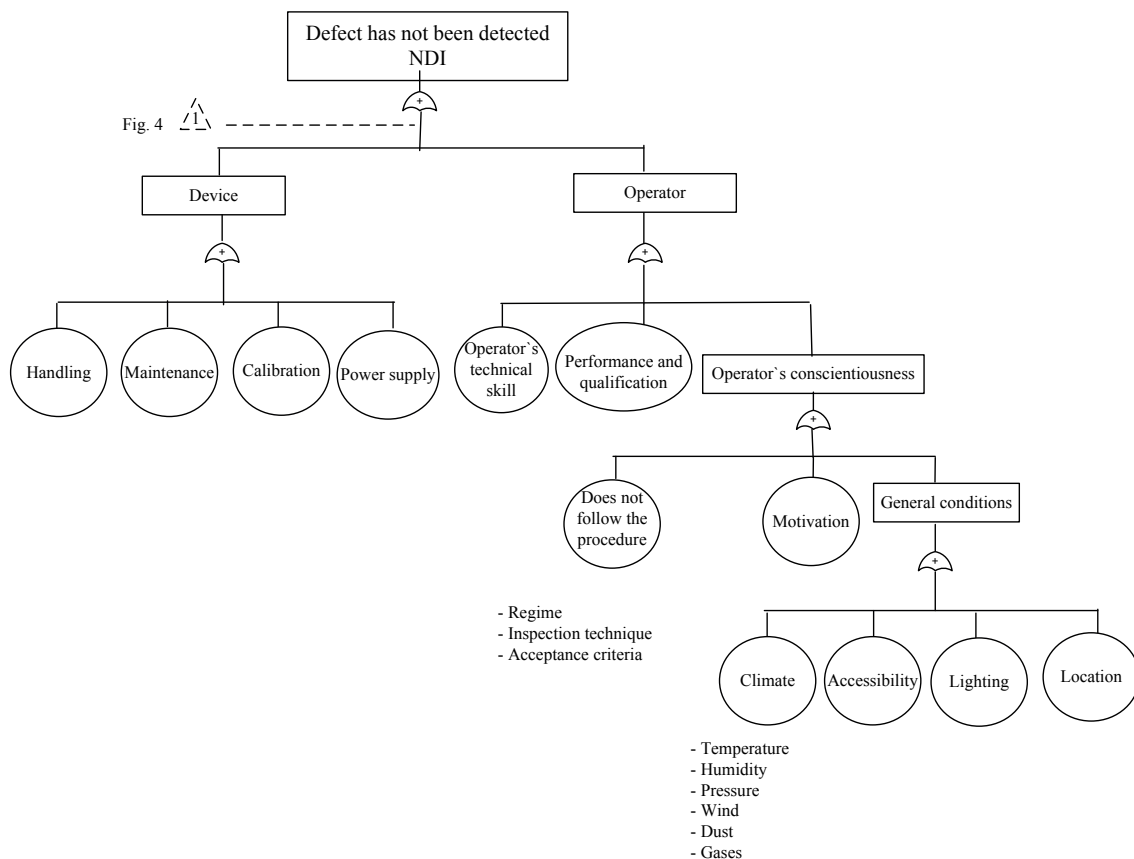 Defect has not been detected
NDI
+
Fig. 4
1
Device
Operator
+
+
Handling
Maintenance
Calibration
Power supply
Operator`s
technical
skill
Performance and
qualification
Operator`s conscientiousness
+
Does not
follow the
procedure
Motivation
General conditions
+
- Regime
- Inspection technique
- Acceptance criteria
Climate
Accessibility
Lighting
Location
- Temperature
- Humidity
- Pressure
- Wind
- Dust
- Gases